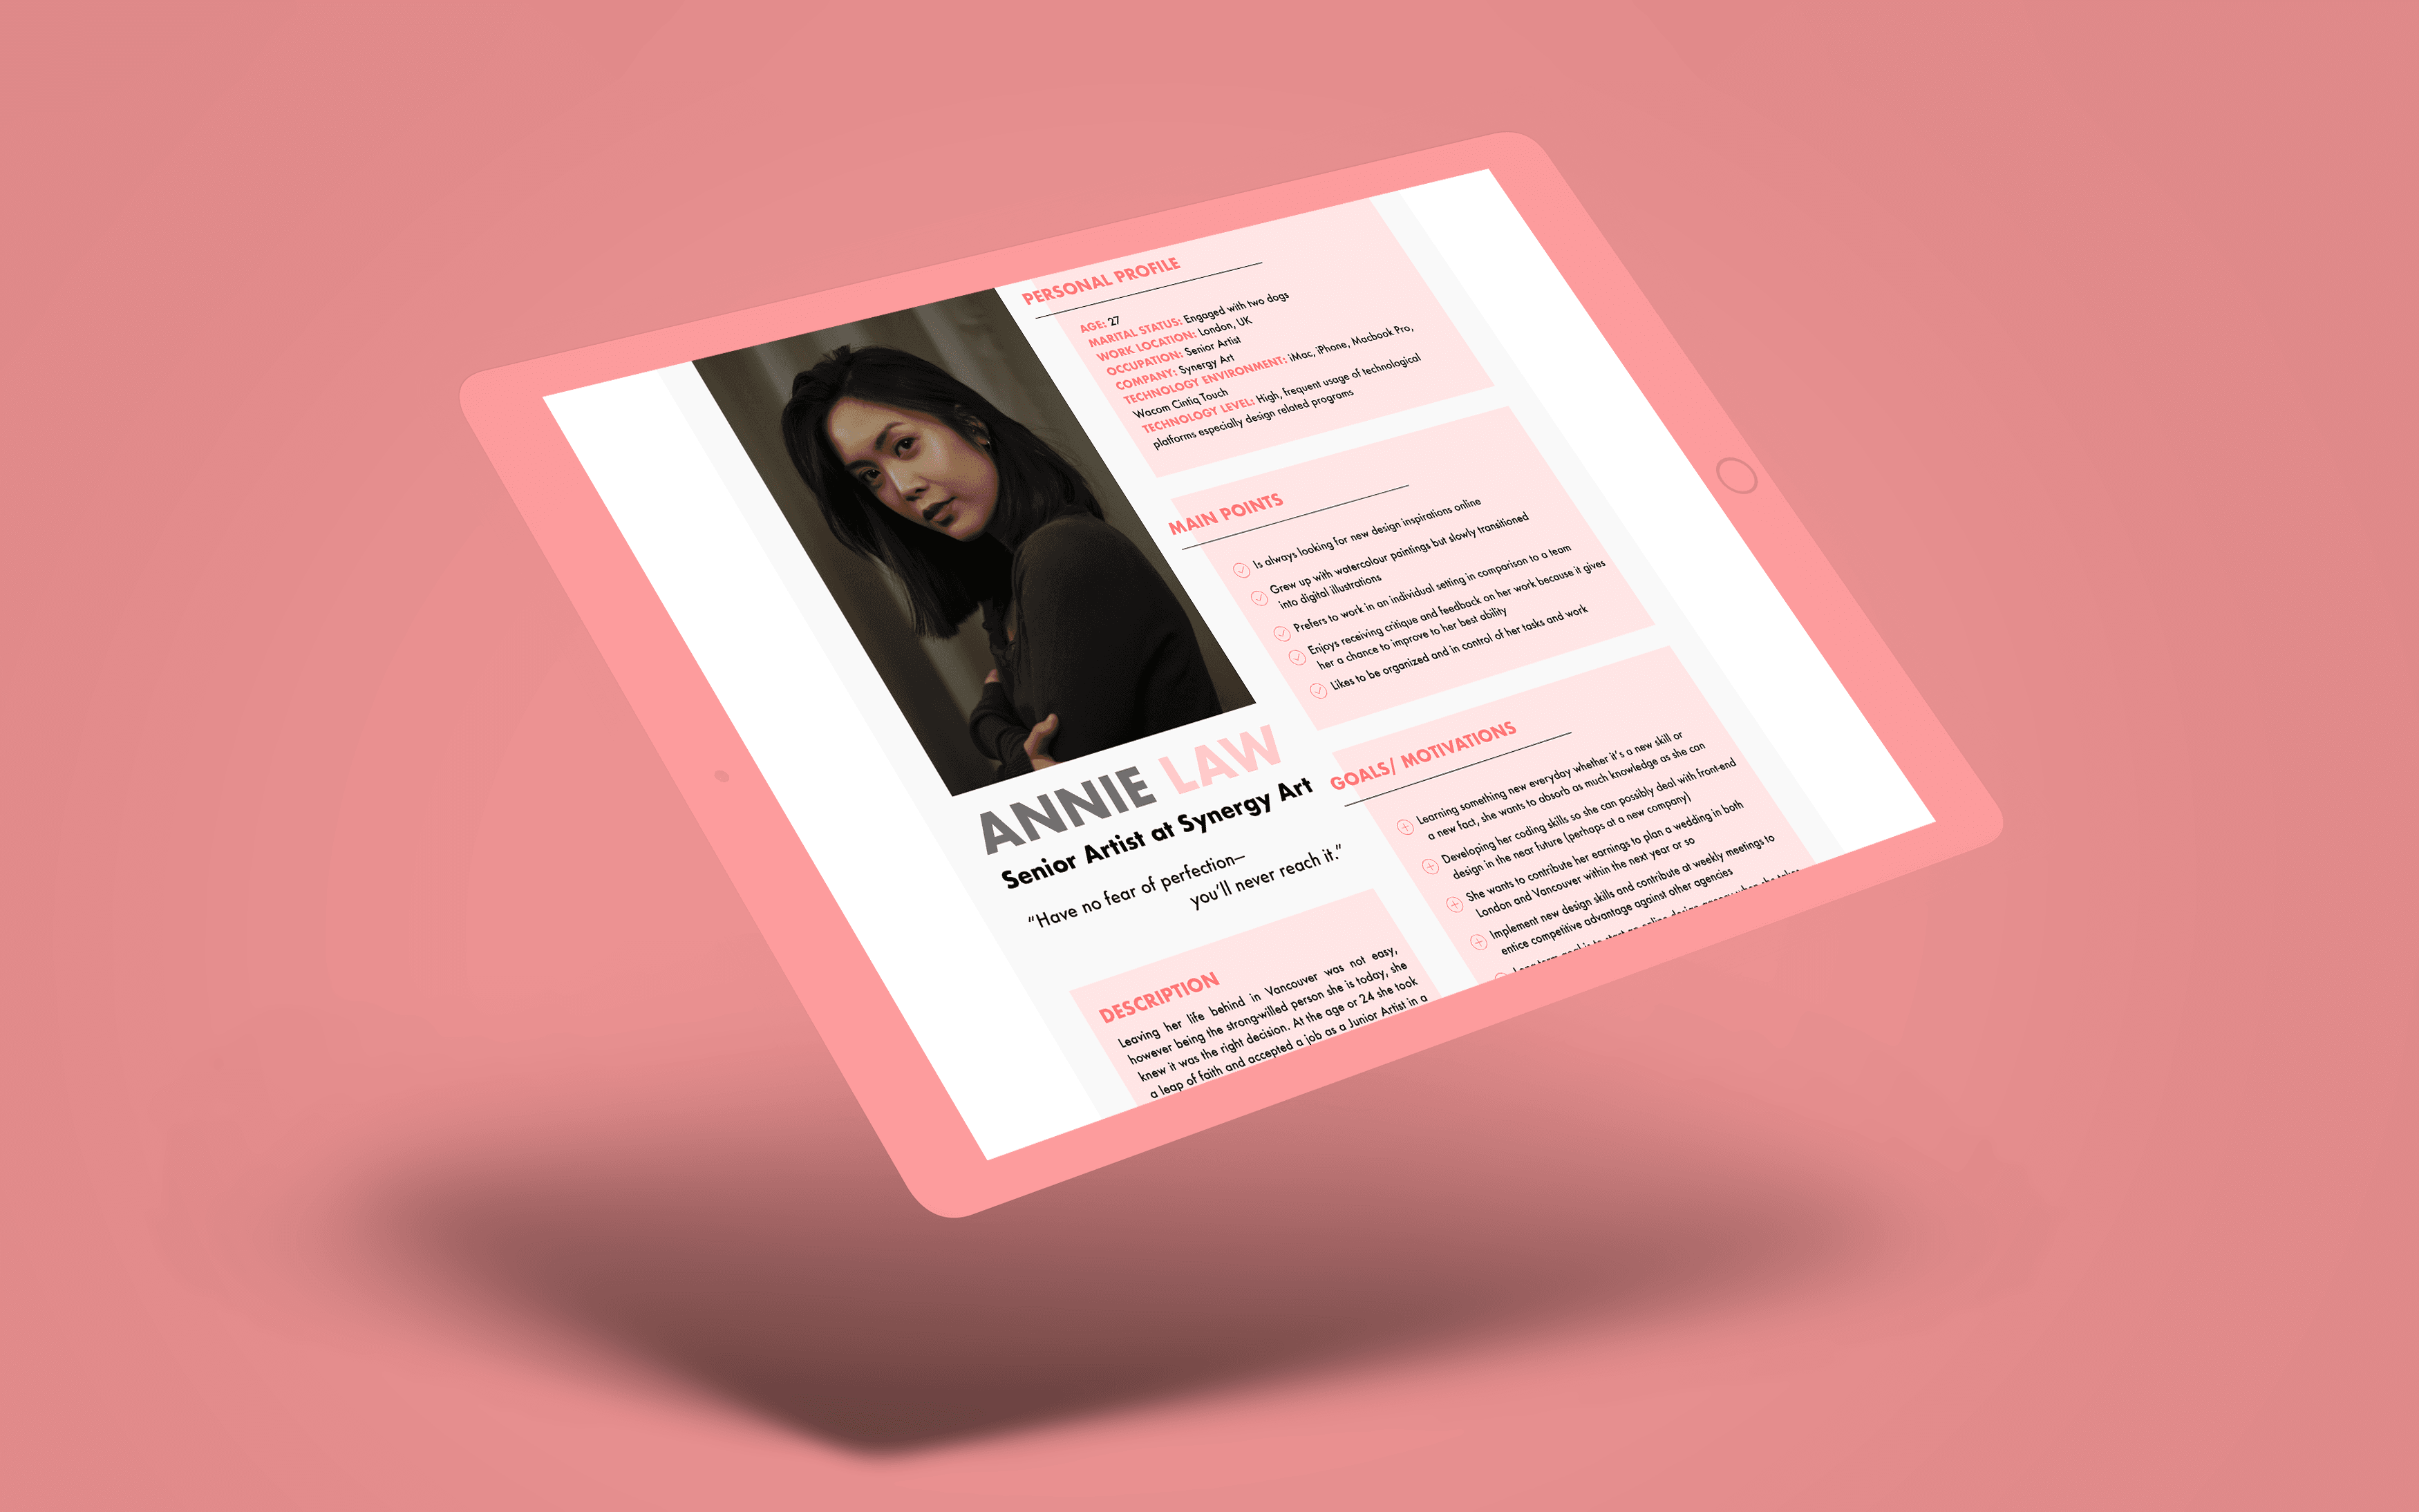 PERSONAL PROFILE
AGE: 27
MARITAL STATUS: Engaged with two dogs
WORK LOCATION: London, UK
OCCUPATION: Senior Artist
COMPANY: Synergy Art
TECHNOLOGY ENVIRONMENT: iMac, iPhone, Macbook Pro,
Wacom Cintiq Touch
TECHNOLOGY LEVEL: High, frequent usage of technological
platforms especially design related programs
MAIN POINTS
Is always looking for new design inspirations online
Grew up with watercolour paintings but slowly transitioned
into digital illustrations
Prefers to work in an individual setting in comparison to a team
Enjoys receiving critique and feedback on her work because it gives
her a chance to improve to her best ability
Likes to be organized and in control of her tasks and work
GOALS/ MOTIVATIONS
Learning something new everyday whether it's a new skill or
a new fact, she wants to absorb as much knowledge as she can
Developing her coding skills so she can possibly deal with front-end
design in the near future (perhaps at a new company)
She wants to contribute her earnings to plan a wedding in both
London and Vancouver within the next year or so
Implement new design skills and contribute at weekly meetings to
entice competitive advantage against other agencies
ANNIE LAW
Senior Artist at Synergy Art
“Have no fear of perfection—
you’ll never reach it.”
DESCRIPTION
Leaving her life behind in Vancouver was not easy,
however being the strong-willed person she is today, she
knew it was the right decision. At the age or 24 she took
a leap of faith and accepted a job as a Junior Artist in a